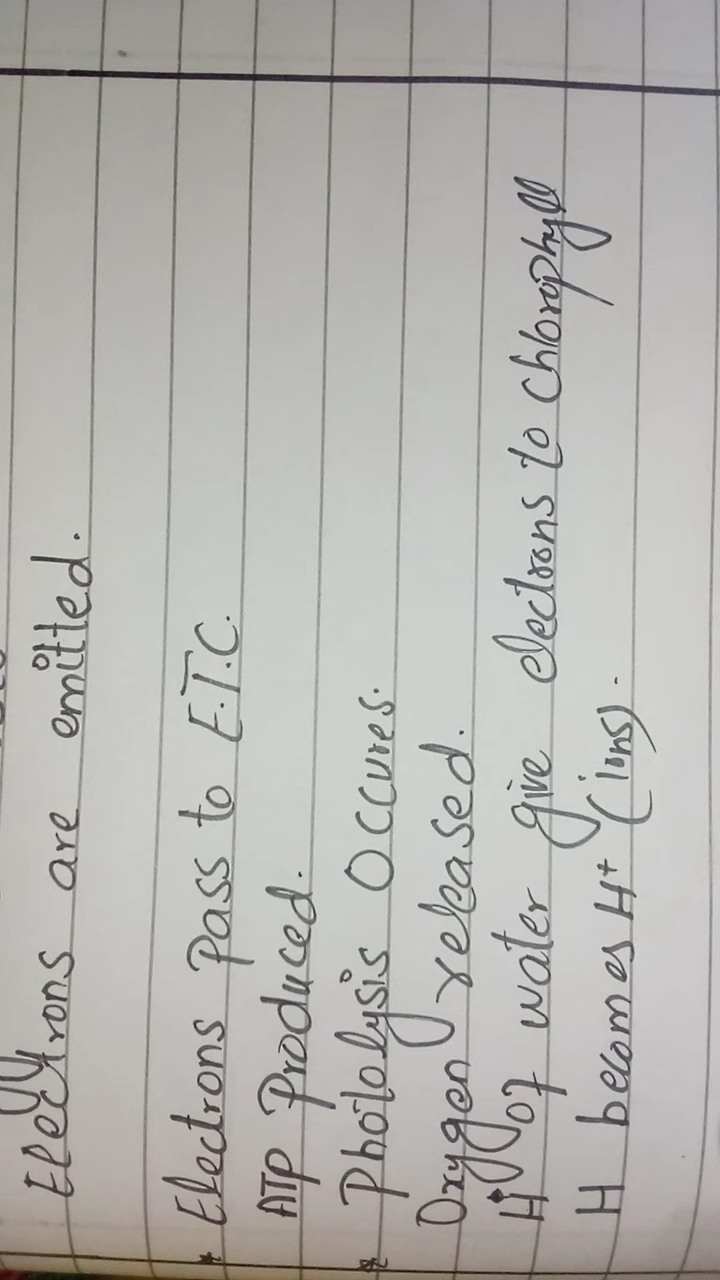 Electrons are emitted.
* Electrons Pass to E.T.C.
ATP Produced.
* Photolysis Occures.
Oxygen released.
H of water give electrons to chlorophyll
H becomes H+ (ions).